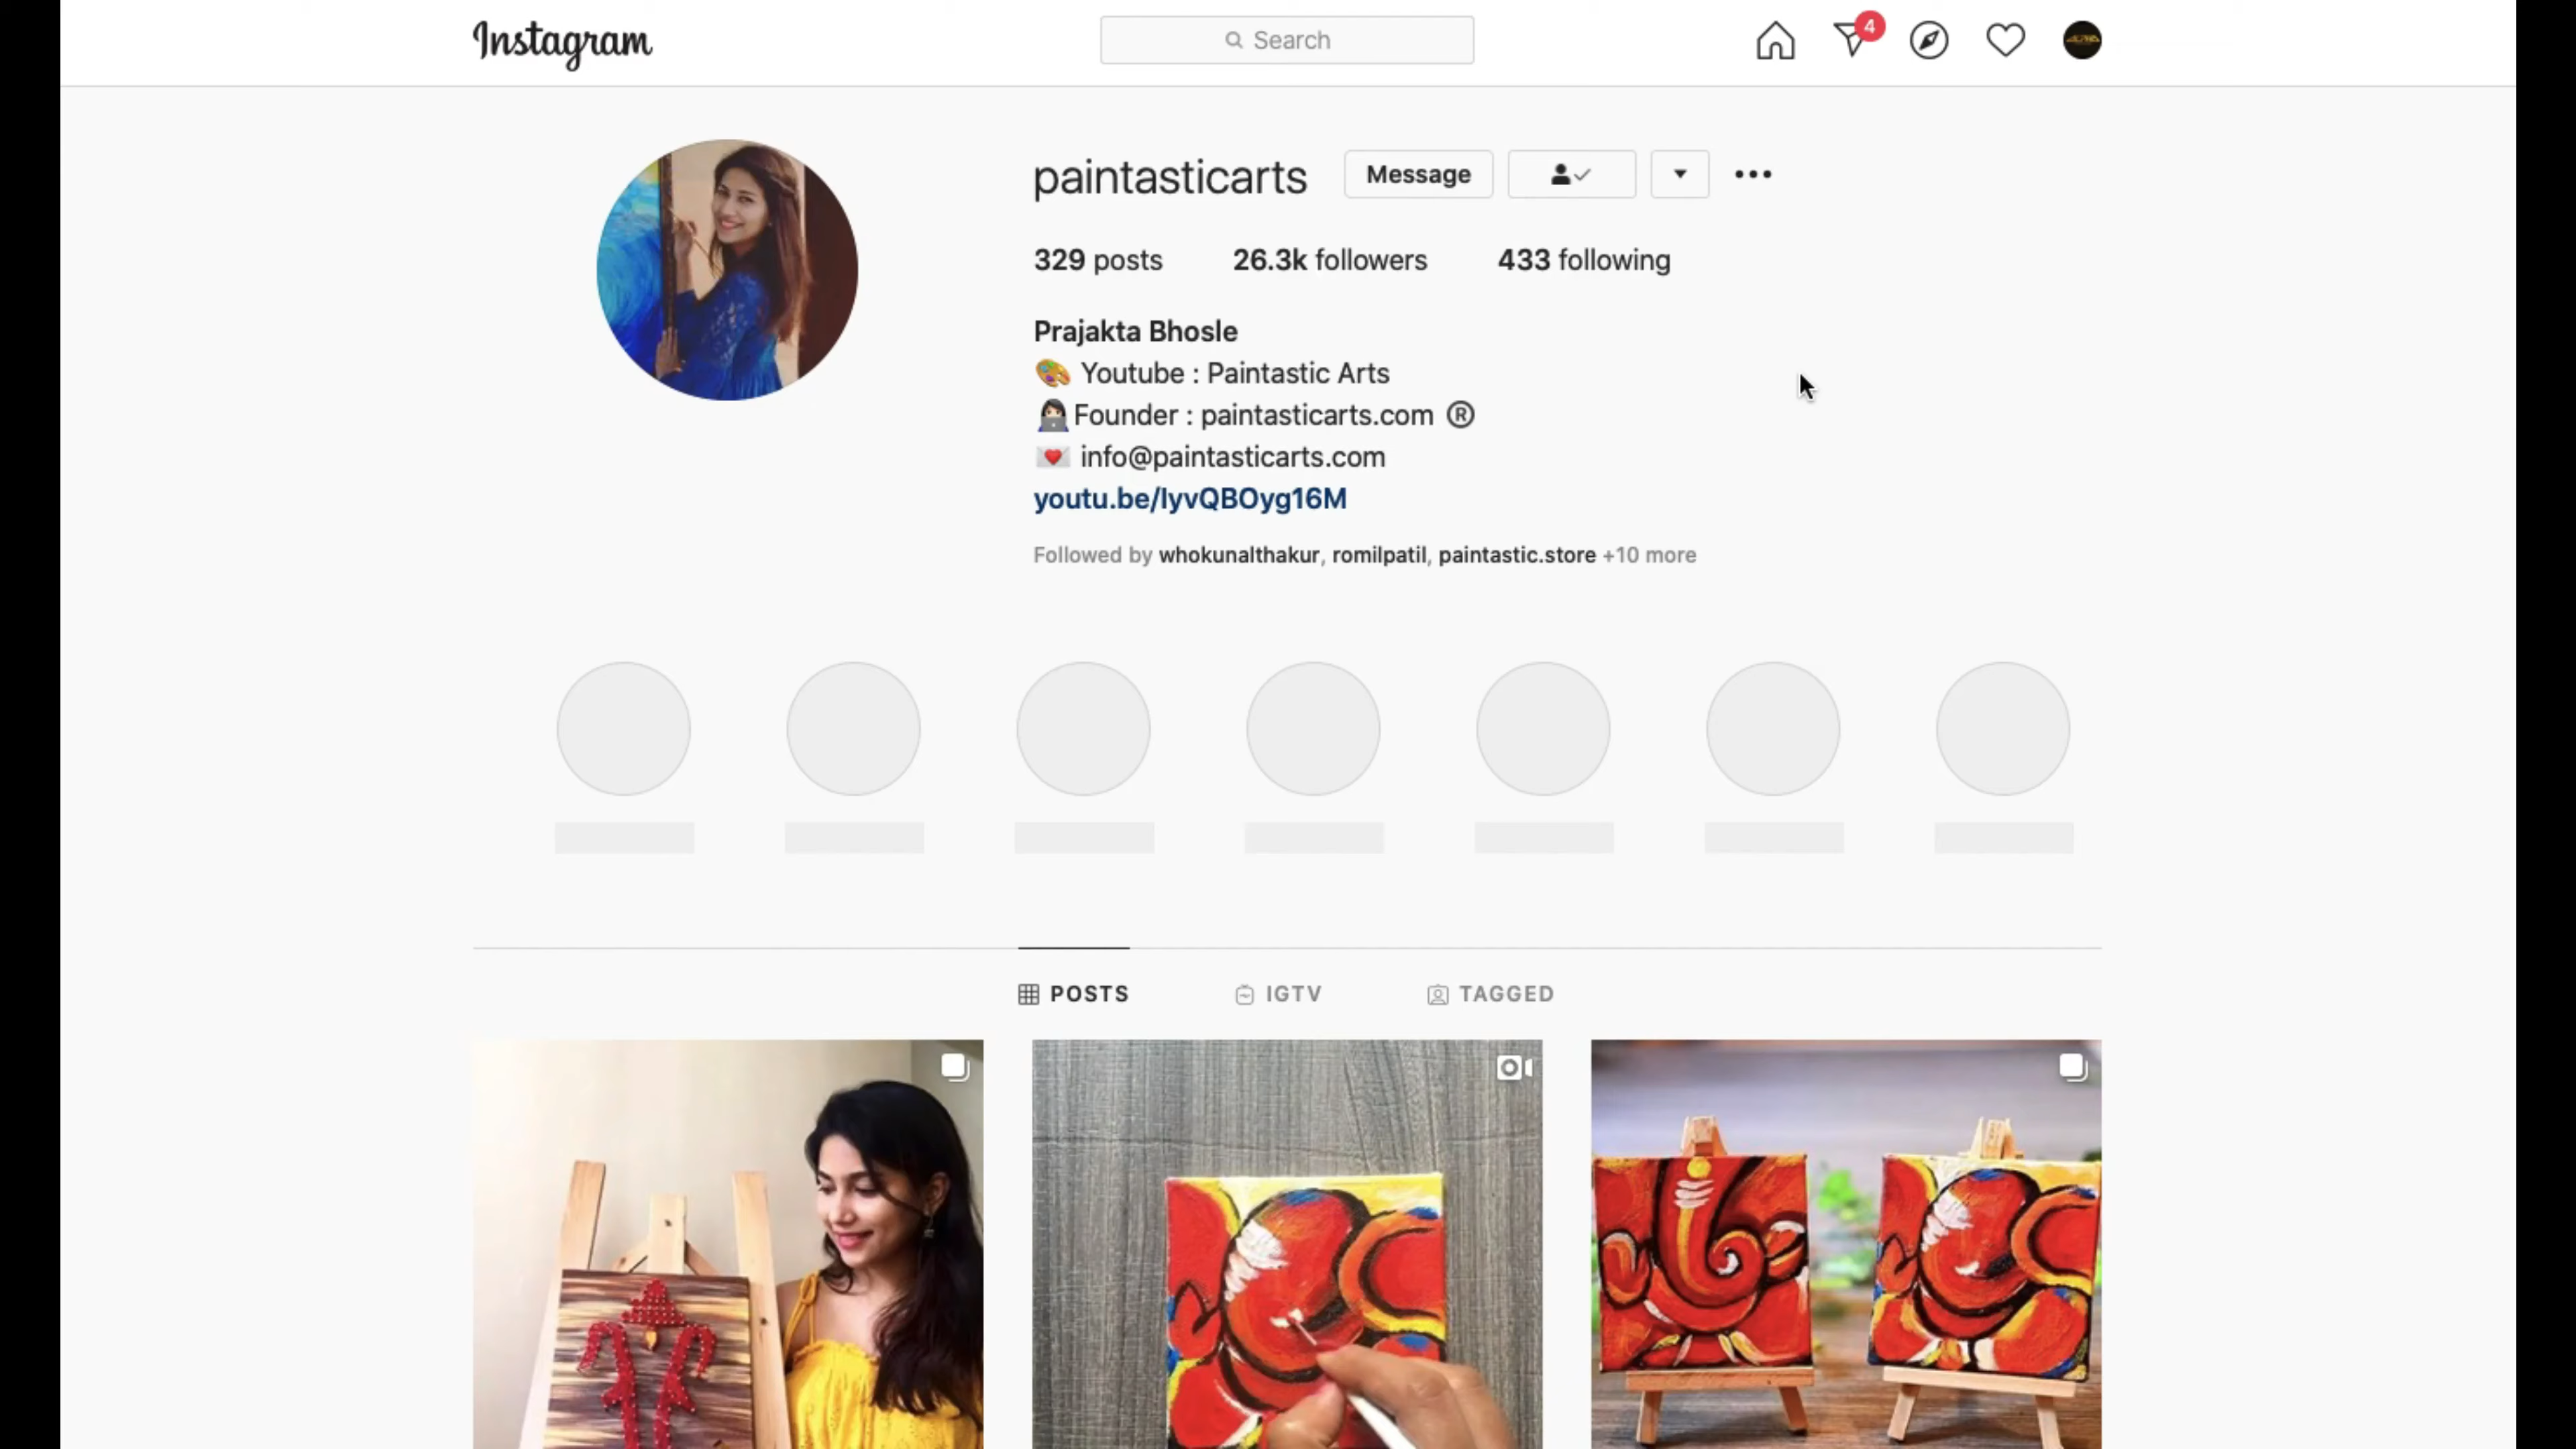 Instagram
Search
4
paintasticarts
Message
329 posts 26.3k followers 433 following
Prajakta Bhosle
🎨 Youtube : Paintastic Arts
👩🏻‍💻Founder : paintasticarts.com ®
💌 info@paintasticarts.com
youtu.be/IyvQBOyg16M
Followed by whokunalthakur, romilpatil, paintastic.store +10 more
POSTS IGTV TAGGED